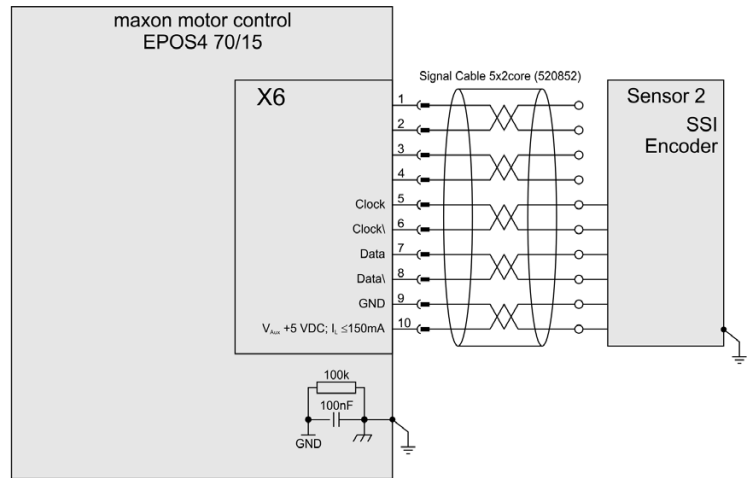 maxon motor control
EPOS4 70/15
Signal Cable 5x2core (520852)
X6
Sensor 2
SSI
Encoder
1
2
3
4
Clock 5
Clock\ 6
Data 7
Data\ 8
GND 9
V_Aux +5 VDC; I_L ≤150mA 10
100k
100nF
GND